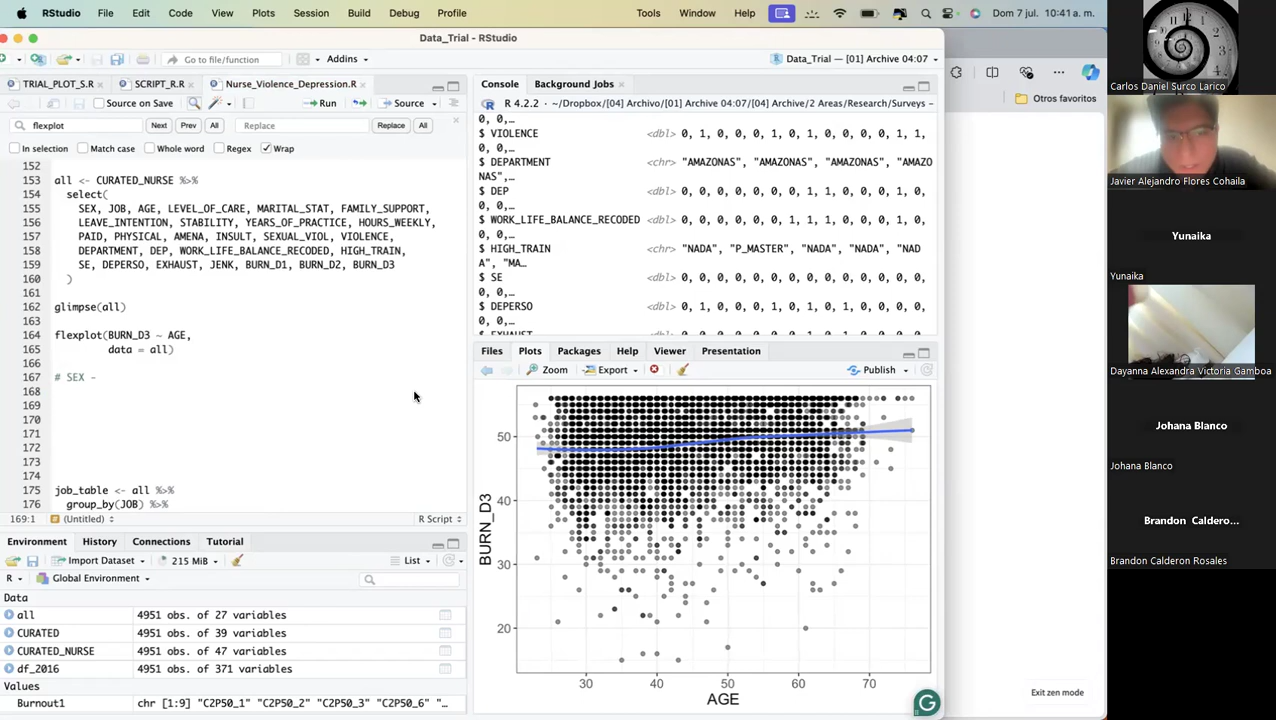 RStudio File Edit Code View Plots Session Build Debug Profile Tools Window Help Dom 7 jul. 10:41 a. m.
Data_Trial - RStudio
Go to file/function Addins Data_Trial — [01] Archivo 04:07
TRIAL_PLOT_S.R SCRIPT_R.R Nurse_Violence_Depression.R
Source on Save Run Source
flexplot Next Prev All Replace Replace All
In selection Match case Whole word Regex Wrap
152
153 all <- CURATED_NURSE %>%
154 select(
155 SEX, JOB, AGE, LEVEL_OF_CARE, MARITAL_STAT, FAMILY_SUPPORT,
156 LEAVE_INTENTION, STABILITY, YEARS_OF_PRACTICE, HOURS_WEEKLY,
157 PAID, PHYSICAL, AMENA, INSULT, SEXUAL_VIOL, VIOLENCE,
158 DEPARTMENT, DEP, WORK_LIFE_BALANCE_RECODED, HIGH_TRAIN,
159 SE, DEPERSO, EXHAUST, JENK, BURN_D1, BURN_D2, BURN_D3
160 )
161
162 glimpse(all)
163
164 flexplot(BURN_D3 ~ AGE,
165 data = all)
166
167 # SEX -
168
169
170
171
172
173
174
175 job_table <- all %>%
176 group_by(JOB) %>%
169:1 (Untitled) R Script
Console Background Jobs
R 4.2.2 · ~/Dropbox/[04] Archivo/[01] Archive 04:07/[04] Archive/2 Areas/Research/Surveys –
0, 0,…
$ VIOLENCE <dbl> 0, 1, 0, 0, 0, 1, 0, 1, 0, 0, 0, 0, 1, 1,
0, 0,…
$ DEPARTMENT <chr> "AMAZONAS", "AMAZONAS", "AMAZONAS", "AMAZO
NAS",…
$ DEP <dbl> 0, 0, 0, 0, 0, 0, 1, 0, 0, 0, 0, 1, 0, 0,
0, 0,…
$ WORK_LIFE_BALANCE_RECODED <dbl> 0, 0, 0, 0, 0, 0, 1, 1, 1, 0, 0, 0, 1, 0,
0, 0,…
$ HIGH_TRAIN <chr> "NADA", "P_MASTER", "NADA", "NADA", "NAD
A", "MA…
$ SE <dbl> 0, 0, 0, 0, 0, 0, 0, 0, 0, 0, 0, 0, 0, 0,
0, 0,…
$ DEPERSO <dbl> 0, 1, 0, 0, 0, 1, 0, 1, 0, 1, 0, 0, 0, 0,
0, 0,…
Files Plots Packages Help Viewer Presentation
Zoom Export Publish
BURN_D3
50
40
30
20
30 40 50 60 70
AGE
Environment History Connections Tutorial
Import Dataset 215 MiB List
R Global Environment
Data
all 4951 obs. of 27 variables
CURATED 4951 obs. of 39 variables
CURATED_NURSE 4951 obs. of 47 variables
df_2016 4951 obs. of 371 variables
Values
Burnout1 chr [1:9] "C2P50_1" "C2P50_2" "C2P50_3" "C2P50_6" "…
Otros favoritos
Exit zen mode
Carlos Daniel Surco Larico
Javier Alejandro Flores Cohaila
Yunaika
Yunaika
Dayanna Alexandra Victoria Gamboa
Johana Blanco
Johana Blanco
Brandon Caldero...
Brandon Calderon Rosales